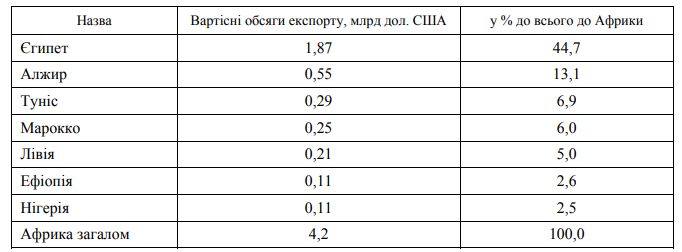 Назва Вартісні обсяги експорту, млрд дол. США у % до всього до Африки
Єгипет 1,87 44,7
Алжир 0,55 13,1
Туніс 0,29 6,9
Марокко 0,25 6,0
Лівія 0,21 5,0
Ефіопія 0,11 2,6
Нігерія 0,11 2,5
Африка загалом 4,2 100,0